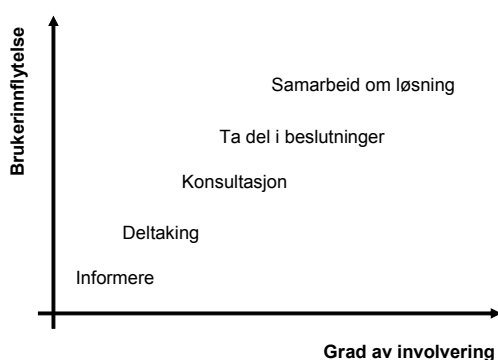 Brukerinnflytelse
Samarbeid om løsning
Ta del i beslutninger
Konsultasjon
Deltaking
Informere
Grad av involvering